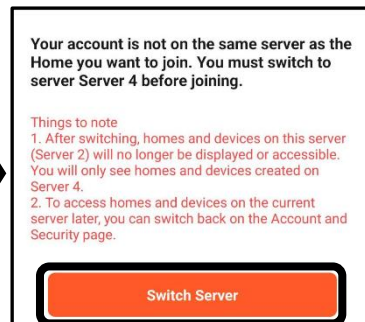 Your account is not on the same server as the
Home you want to join. You must switch to
server Server 4 before joining.
Things to note
1. After switching, homes and devices on this server
(Server 2) will no longer be displayed or accessible.
You will only see homes and devices created on
Server 4.
2. To access homes and devices on the current
server later, you can switch back on the Account and
Security page.
Switch Server